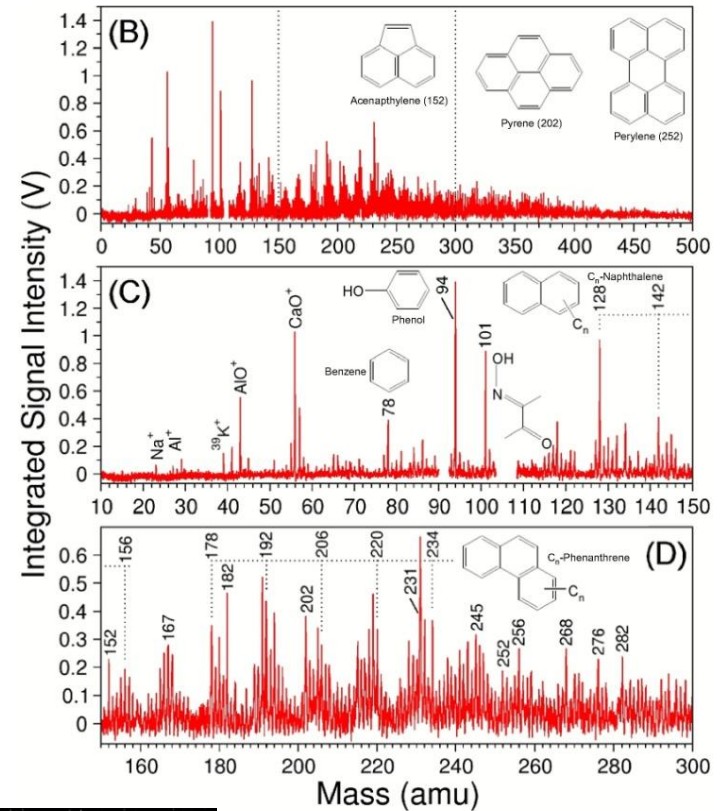 Integrated Signal Intensity (V)
(B)
1.4
1.2
1
0.8
0.6
0.4
0.2
0
Acenapthylene (152)
Pyrene (202)
Perylene (252)
0 50 100 150 200 250 300 350 400 450 500
(C)
1.4
1.2
1
0.8
0.6
0.4
0.2
0
Na⁺
Al⁺
³⁹K⁺
AlO⁺
CaO⁺
Benzene
78
HO
Phenol
94
101
OH
N
O
Cₙ-Naphthalene
Cₙ
128
142
10 20 30 40 50 60 70 80 90 100 110 120 130 140 150
(D)
0.6
0.5
0.4
0.3
0.2
0.1
0
152
156
167
178
182
192
202
206
220
231
234
245
252
256
268
276
282
Cₙ-Phenanthrene
Cₙ
160 180 200 220 240 260 280 300
Mass (amu)